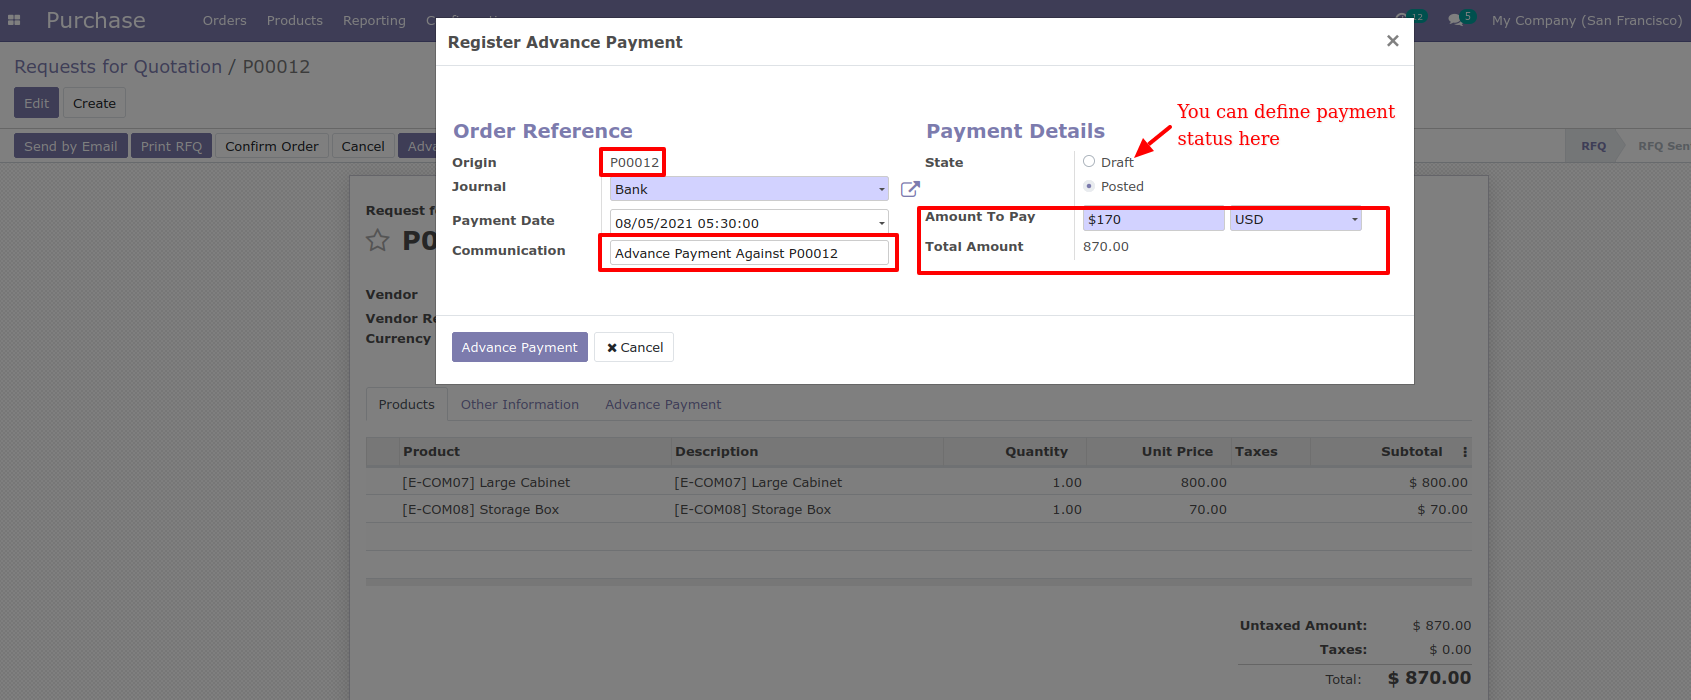 Purchase Orders Products Reporting 12 5 My Company (San Francisco)
Register Advance Payment
Requests for Quotation / P00012
Edit Create
You can define payment
status here
Order Reference Payment Details
Send by Email Print RFQ Confirm Order Cancel RFQ RFQ Sen
Origin P00012 State Draft
Journal Bank Posted
Payment Date 08/05/2021 05:30:00 Amount To Pay $170 USD
Communication Advance Payment Against P00012 Total Amount 870.00
Request
P0
Vendor
Vendor
Currency
Advance Payment Cancel
Products Other Information Advance Payment
Product Description Quantity Unit Price Taxes Subtotal
[E-COM07] Large Cabinet [E-COM07] Large Cabinet 1.00 800.00 $ 800.00
[E-COM08] Storage Box [E-COM08] Storage Box 1.00 70.00 $ 70.00
Untaxed Amount: $ 870.00
Taxes: $ 0.00
Total: $ 870.00